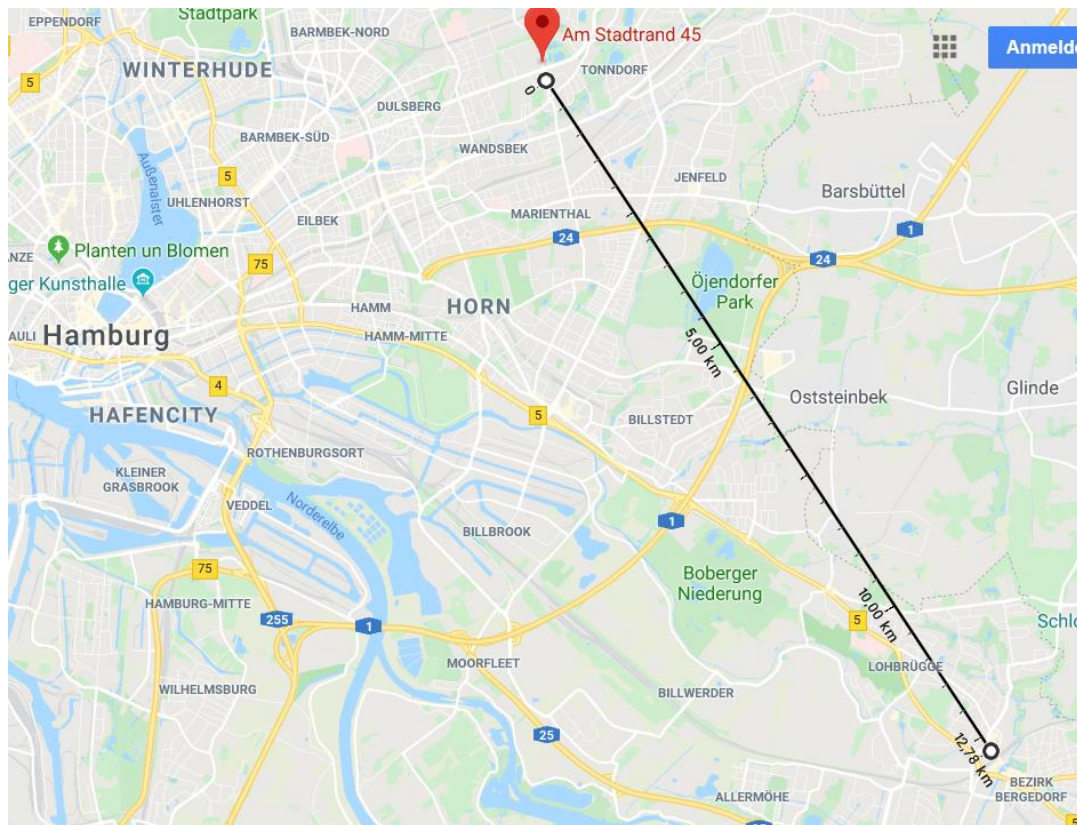 EPPENDORF
Stadtpark
BARMBEK-NORD
Am Stadtrand 45
Anmelde
WINTERHUDE
TONNDORF
5
0
DULSBERG
BARMBEK-SÜD
WANDSBEK
Außenalster
5
JENFELD
UHLENHORST
Barsbüttel
EILBEK
MARIENTHAL
24
1
ANZE
Planten un Blomen
75
24
ger Kunsthalle
Öjendorfer
Park
HAMM
HORN
AULI
Hamburg
HAMM-MITTE
5,00 km
4
Oststeinbek
Glinde
HAFENCITY
5
BILLSTEDT
ROTHENBURGSORT
KLEINER
GRASBROOK
VEDDEL
Norderelbe
BILLBROOK
1
75
Boberger
Niederung
HAMBURG-MITTE
10,00 km
255
1
5
Schlo
MOORFLEET
LOHBRÜGGE
WILHELMSBURG
BILLWERDER
25
12,78 km
BEZIRK
BERGEDORF
ALLERMÖHE
5